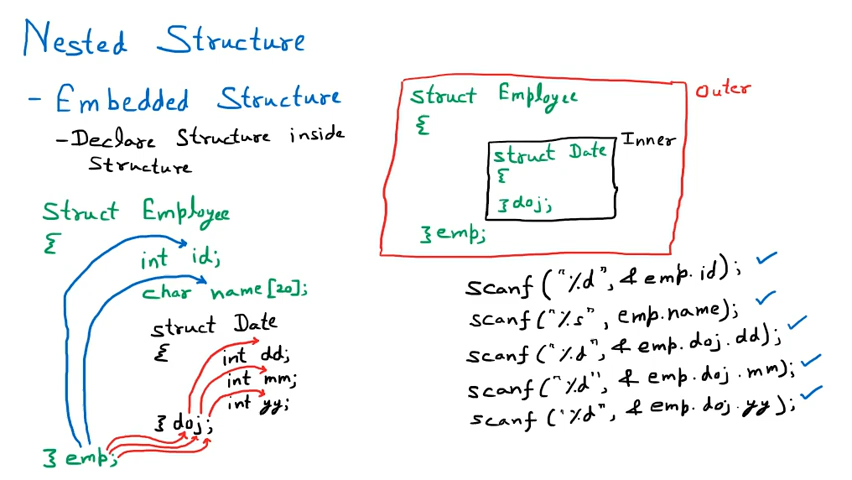 Nested Structure
- Embedded Structure
- Declare Structure inside
Structure
struct Employee
{
int id;
char name[20];
struct Date
{
int dd;
int mm;
int yy;
} doj;
} emp;
struct Employee
{
struct Date
{
} doj;
} emp;
Outer
Inner
scanf("%d", & emp.id);
scanf("%s", emp.name);
scanf("%d", & emp.doj.dd);
scanf("%d", & emp.doj.mm);
scanf("%d", & emp.doj.yy);